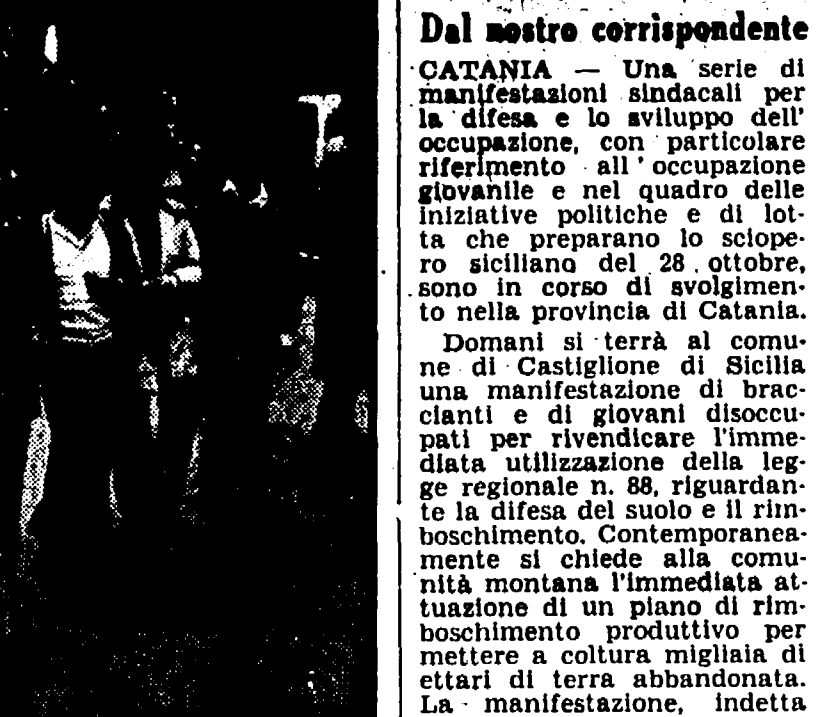 Dal nostro corrispondente
CATANIA — Una serie di
manifestazioni sindacali per
la difesa e lo sviluppo dell'
occupazione, con particolare
riferimento all'occupazione
giovanile e nel quadro delle
iniziative politiche e di lot-
ta che preparano lo sciope-
ro siciliano del 28 ottobre,
sono in corso di svolgimen-
to nella provincia di Catania.
Domani si terrà al comu-
ne di Castiglione di Sicilia
una manifestazione di brac-
cianti e di giovani disoccu-
pati per rivendicare l'imme-
diata utilizzazione della leg-
ge regionale n. 88, riguardan-
te la difesa del suolo e il rim-
boschimento. Contemporanea-
mente si chiede alla comu-
nità montana l'immediata at-
tuazione di un piano di rim-
boschimento produttivo per
mettere a coltura migliaia di
ettari di terra abbandonata.
La manifestazione, indetta